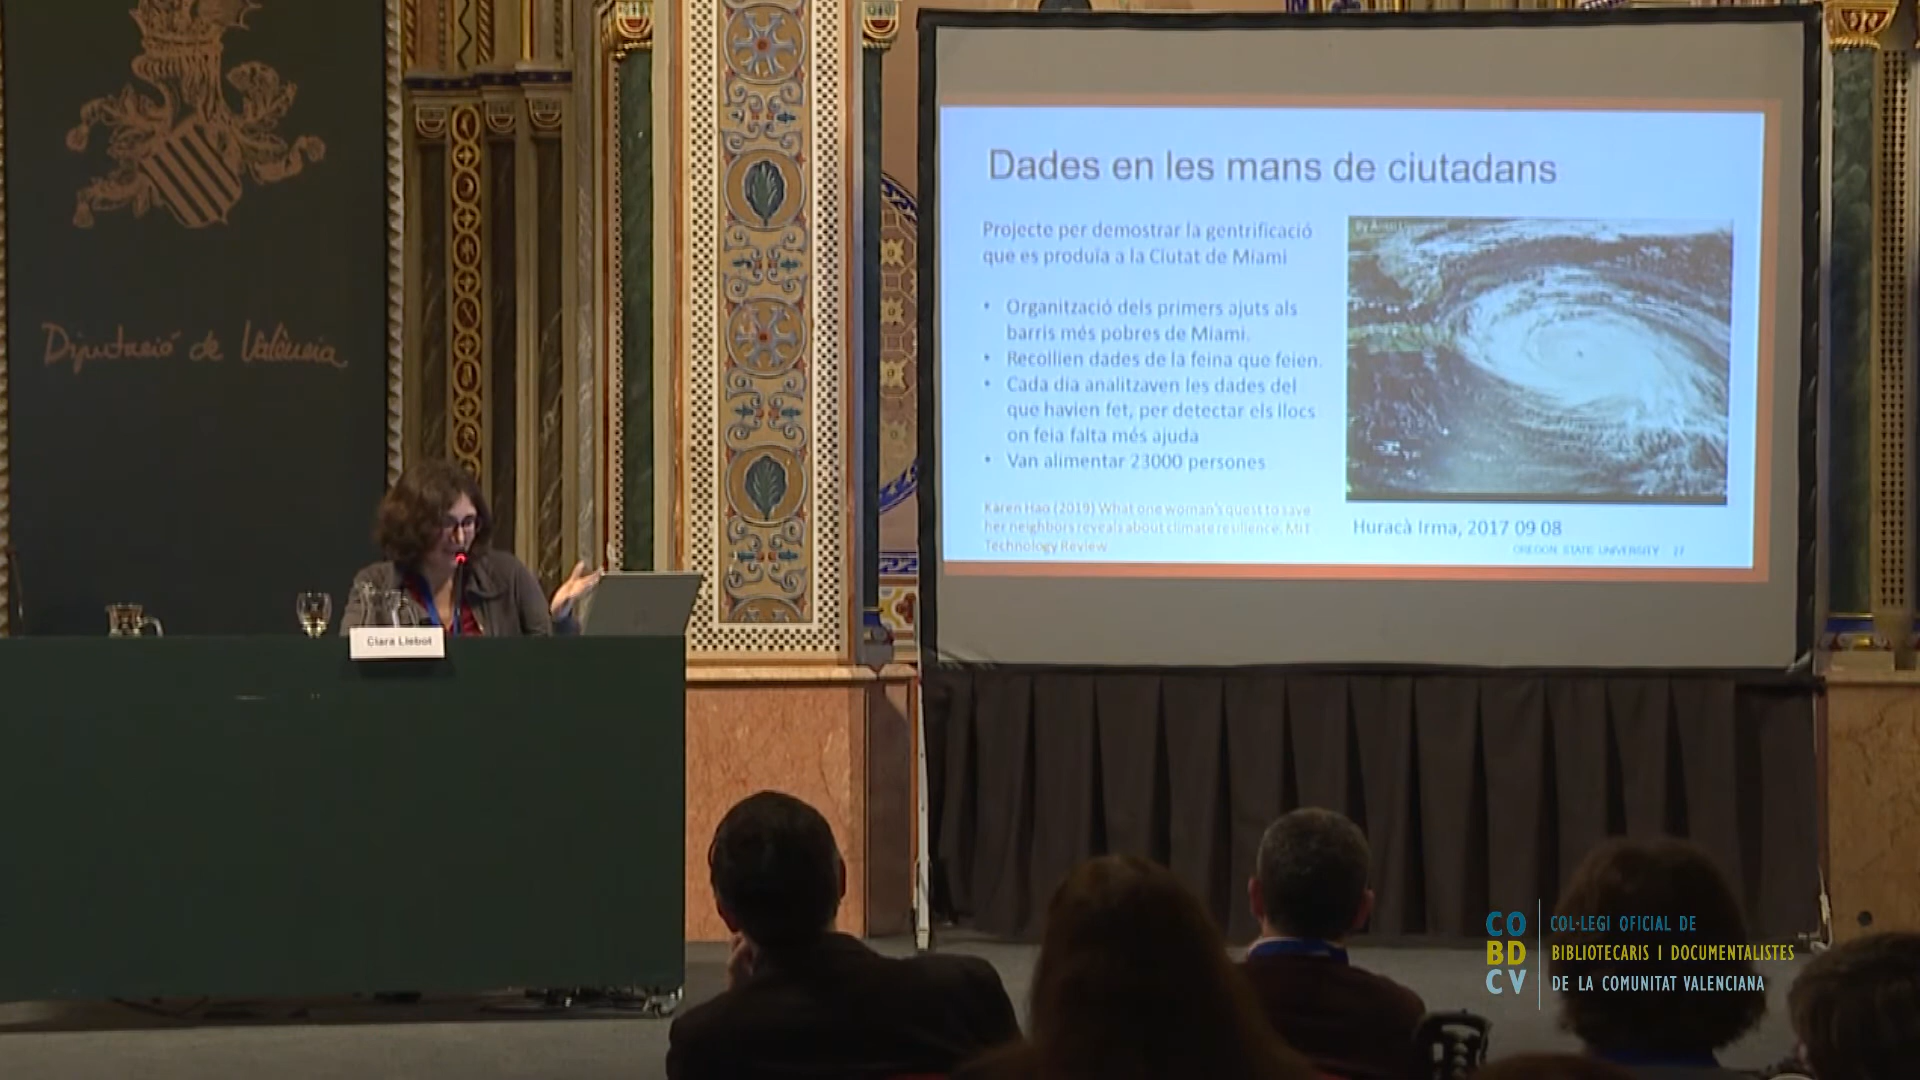 Diputació de València
Clara Llebot
Dades en les mans de ciutadans
Projecte per demostrar la gentrificació
que es produïa a la Ciutat de Miami
• Organització dels primers ajuts als
barris més pobres de Miami.
• Recollien dades de la feina que feien.
• Cada dia analitzaven les dades del
que havien fet, per detectar els llocs
on feia falta més ajuda
• Van alimentar 23000 persones
Karen Hao (2019) What one woman's quest to save
her neighbors reveals about climate resilience. MIT
Technology Review
Huracà Irma, 2017 09 08
OREGON STATE UNIVERSITY 27
CO
BD
CV
COL·LEGI OFICIAL DE
BIBLIOTECARIS I DOCUMENTALISTES
DE LA COMUNITAT VALENCIANA